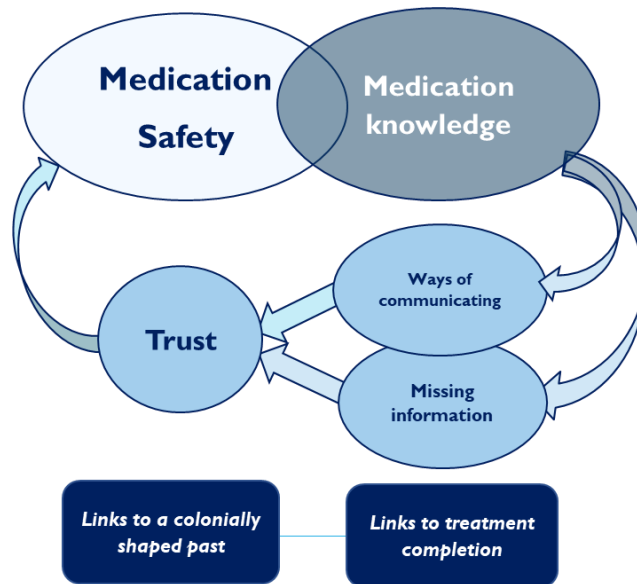 Medication
Safety
Medication
knowledge
Ways of
communicating
Trust
Missing
information
Links to a colonially
shaped past
Links to treatment
completion